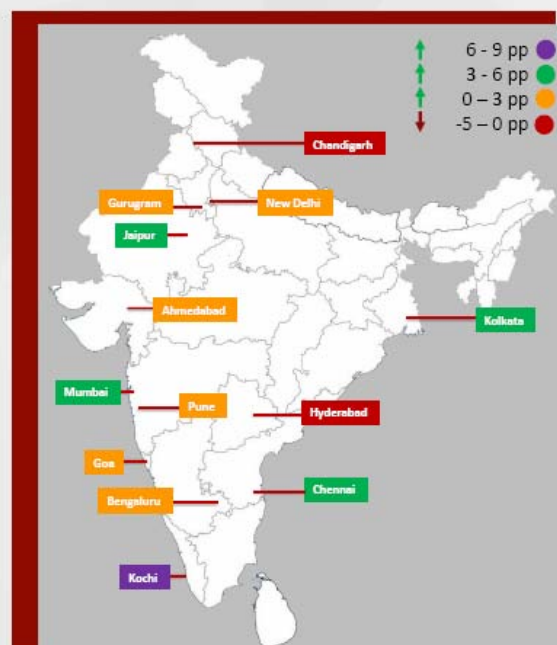 6 - 9 pp
3 - 6 pp
0 – 3 pp
-5 – 0 pp
Chandigarh
Gurugram
New Delhi
Jaipur
Ahmedabad
Kolkata
Mumbai
Pune
Hyderabad
Goa
Chennai
Bengaluru
Kochi